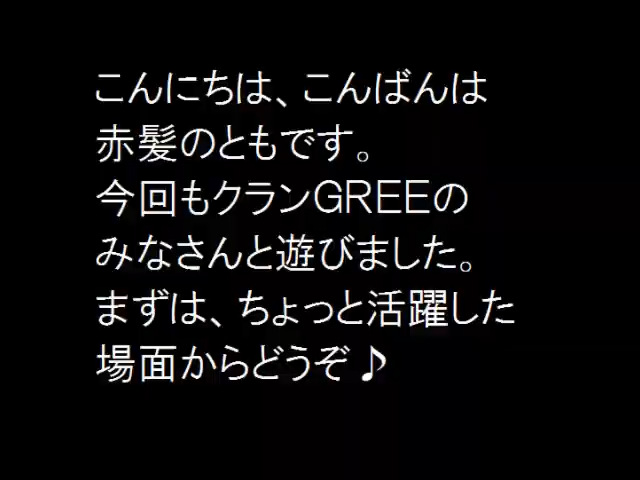 こんにちは、こんばんは
赤髪のともです。
今回もクランGREEの
みなさんと遊びました。
まずは、ちょっと活躍した
場面からどうぞ♪